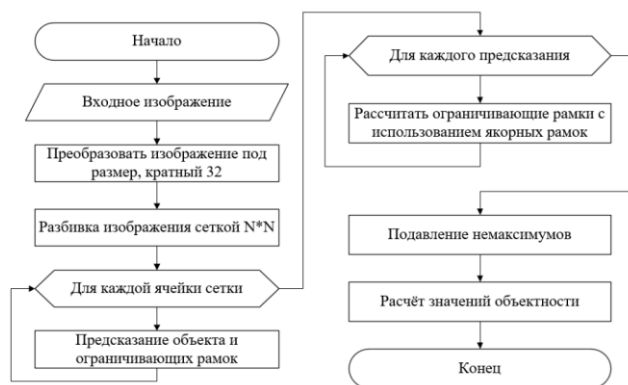 Начало
Входное изображение
Преобразовать изображение под
размер, кратный 32
Разбивка изображения сеткой N*N
Для каждой ячейки сетки
Предсказание объекта и
ограничивающих рамок
Для каждого предсказания
Рассчитать ограничивающие рамки с
использованием якорных рамок
Подавление немаксимумов
Расчёт значений объектности
Конец